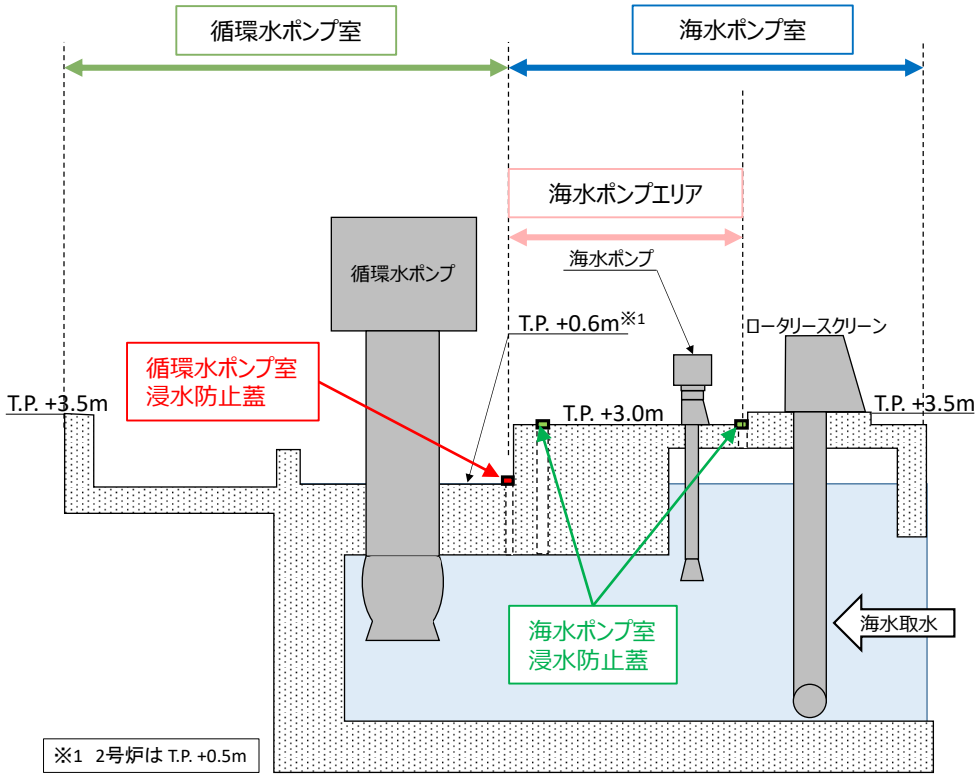 循環水ポンプ室
海水ポンプ室
海水ポンプエリア
循環水ポンプ
海水ポンプ
T.P. +0.6m※1
ロータリースクリーン
循環水ポンプ室
浸水防止蓋
T.P. +3.5m
T.P. +3.0m
T.P. +3.5m
海水ポンプ室
浸水防止蓋
海水取水
※1 2号炉は T.P. +0.5m